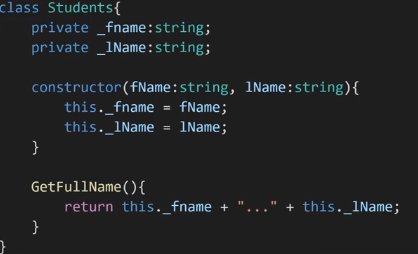 class Students{
    private _fname:string;
    private _lName:string;

    constructor(fName:string, lName:string){
        this._fname = fName;
        this._lName = lName;
    }

    GetFullName(){
        return this._fname + "..." + this._lName;
    }
}